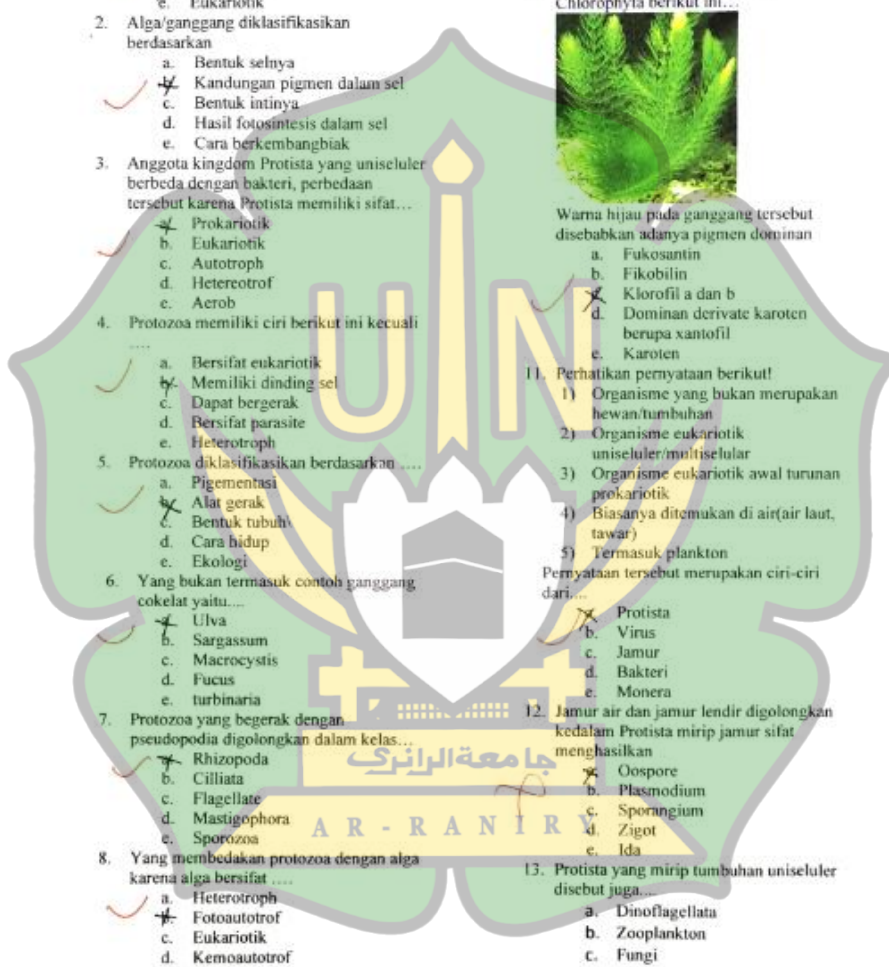 e. Eukariotik
2. Alga/ganggang diklasifikasikan
berdasarkan
a. Bentuk selnya
b. Kandungan pigmen dalam sel
c. Bentuk intinya
d. Hasil fotosintesis dalam sel
e. Cara berkembangbiak
3. Anggota kingdom Protista yang uniseluler
berbeda dengan bakteri, perbedaan
tersebut karena Protista memiliki sifat…
a. Prokariotik
b. Eukariotik
c. Autotroph
d. Hetereotrof
e. Aerob
4. Protozoa memiliki ciri berikut ini kecuali
….
a. Bersifat eukariotik
b. Memiliki dinding sel
c. Dapat bergerak
d. Bersifat parasite
e. Heterotroph
5. Protozoa diklasifikasikan berdasarkan ….
a. Pigementasi
b. Alat gerak
c. Bentuk tubuh
d. Cara hidup
e. Ekologi
6. Yang bukan termasuk contoh ganggang
cokelat yaitu....
a. Ulva
b. Sargassum
c. Macrocystis
d. Fucus
e. turbinaria
7. Protozoa yang begerak dengan
pseudopodia digolongkan dalam kelas…
a. Rhizopoda
b. Cilliata
c. Flagellate
d. Mastigophora
e. Sporozoa
8. Yang membedakan protozoa dengan alga
karena alga bersifat ….
a. Heterotroph
b. Fotoautotrof
c. Eukariotik
d. Kemoautotrof
Chlorophyta berikut ini…
Warna hijau pada ganggang tersebut
disebabkan adanya pigmen dominan
a. Fukosantin
b. Fikobilin
c. Klorofil a dan b
d. Dominan derivate karoten
berupa xantofil
e. Karoten
11. Perhatikan pernyataan berikut!
1) Organisme yang bukan merupakan
hewan/tumbuhan
2) Organisme eukariotik
uniseluler/multiselular
3) Organisme eukariotik awal turunan
prokariotik
4) Biasanya ditemukan di air(air laut,
tawar)
5) Termasuk plankton
Pernyataan tersebut merupakan ciri-ciri
dari....
a. Protista
b. Virus
c. Jamur
d. Bakteri
e. Monera
12. Jamur air dan jamur lendir digolongkan
kedalam Protista mirip jamur sifat
menghasilkan
a. Oospore
b. Plasmodium
c. Sporangium
d. Zigot
e. Ida
13. Protista yang mirip tumbuhan uniseluler
disebut juga....
a. Dinoflagellata
b. Zooplankton
c. Fungi
UIN
جامعةالرانري
AR-RANIRY